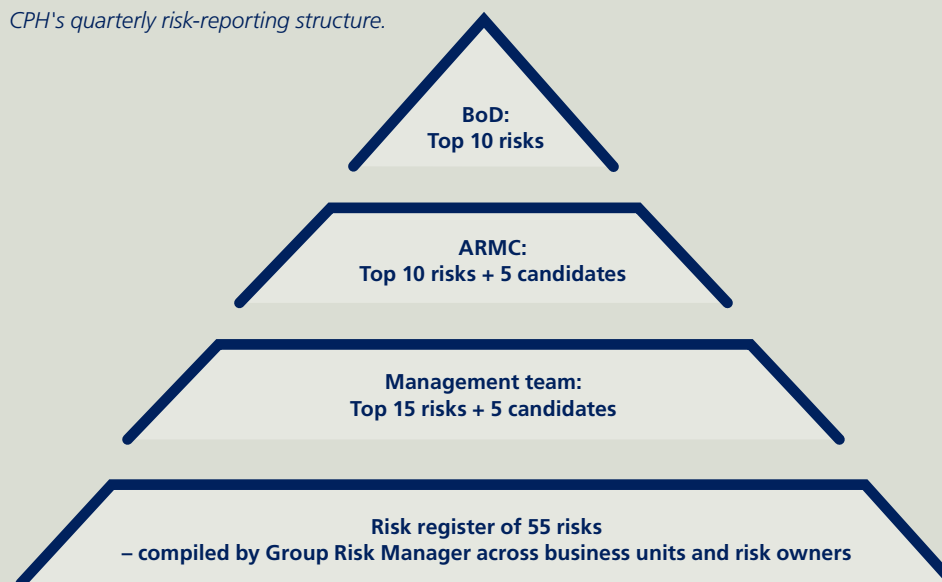 CPH's quarterly risk-reporting structure.
BoD:
Top 10 risks
ARMC:
Top 10 risks + 5 candidates
Management team:
Top 15 risks + 5 candidates
Risk register of 55 risks
– compiled by Group Risk Manager across business units and risk owners